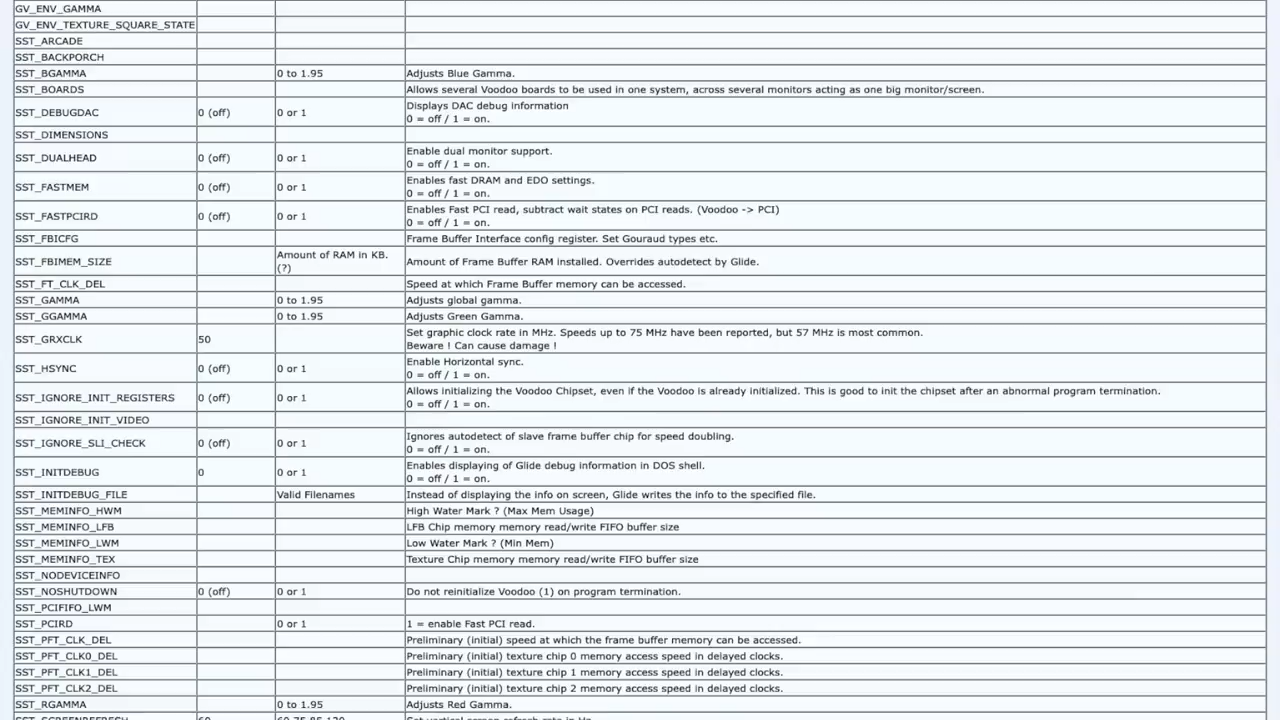 GV_ENV_GAMMA
GV_ENV_TEXTURE_SQUARE_STATE
SST_ARCADE
SST_BACKPORCH
SST_BGAMMA 0 to 1.95 Adjusts Blue Gamma.
SST_BOARDS Allows several Voodoo boards to be used in one system, across several monitors acting as one big monitor/screen.
SST_DEBUGDAC 0 (off) 0 or 1 Displays DAC debug information
0 = off / 1 = on.
SST_DIMENSIONS
SST_DUALHEAD 0 (off) 0 or 1 Enable dual monitor support.
0 = off / 1 = on.
SST_FASTMEM 0 (off) 0 or 1 Enables fast DRAM and EDO settings.
0 = off / 1 = on.
SST_FASTPCIRD 0 (off) 0 or 1 Enables Fast PCI read, subtract wait states on PCI reads. (Voodoo -> PCI)
0 = off / 1 = on.
SST_FBICFG Frame Buffer Interface config register. Set Gouraud types etc.
SST_FBIMEM_SIZE Amount of RAM in KB.
(?) Amount of Frame Buffer RAM installed. Overrides autodetect by Glide.
SST_FT_CLK_DEL Speed at which Frame Buffer memory can be accessed.
SST_GAMMA 0 to 1.95 Adjusts global gamma.
SST_GGAMMA 0 to 1.95 Adjusts Green Gamma.
SST_GRXCLK 50 Set graphic clock rate in MHz. Speeds up to 75 MHz have been reported, but 57 MHz is most common.
Beware ! Can cause damage !
SST_HSYNC 0 (off) 0 or 1 Enable Horizontal sync.
0 = off / 1 = on.
SST_IGNORE_INIT_REGISTERS 0 (off) 0 or 1 Allows initializing the Voodoo Chipset, even if the Voodoo is already initialized. This is good to init the chipset after an abnormal program termination.
0 = off / 1 = on.
SST_IGNORE_INIT_VIDEO
SST_IGNORE_SLI_CHECK 0 (off) 0 or 1 Ignores autodetect of slave frame buffer chip for speed doubling.
0 = off / 1 = on.
SST_INITDEBUG 0 0 or 1 Enables displaying of Glide debug information in DOS shell.
0 = off / 1 = on.
SST_INITDEBUG_FILE Valid Filenames Instead of displaying the info on screen, Glide writes the info to the specified file.
SST_MEMINFO_HWM High Water Mark ? (Max Mem Usage)
SST_MEMINFO_LFB LFB Chip memory memory read/write FIFO buffer size
SST_MEMINFO_LWM Low Water Mark ? (Min Mem)
SST_MEMINFO_TEX Texture Chip memory memory read/write FIFO buffer size
SST_NODEVICEINFO
SST_NOSHUTDOWN 0 (off) 0 or 1 Do not reinitialize Voodoo (1) on program termination.
SST_PCIFIFO_LWM
SST_PCIRD 0 or 1 1 = enable Fast PCI read.
SST_PFT_CLK_DEL Preliminary (initial) speed at which the frame buffer memory can be accessed.
SST_PFT_CLK0_DEL Preliminary (initial) texture chip 0 memory access speed in delayed clocks.
SST_PFT_CLK1_DEL Preliminary (initial) texture chip 1 memory access speed in delayed clocks.
SST_PFT_CLK2_DEL Preliminary (initial) texture chip 2 memory access speed in delayed clocks.
SST_RGAMMA 0 to 1.95 Adjusts Red Gamma.